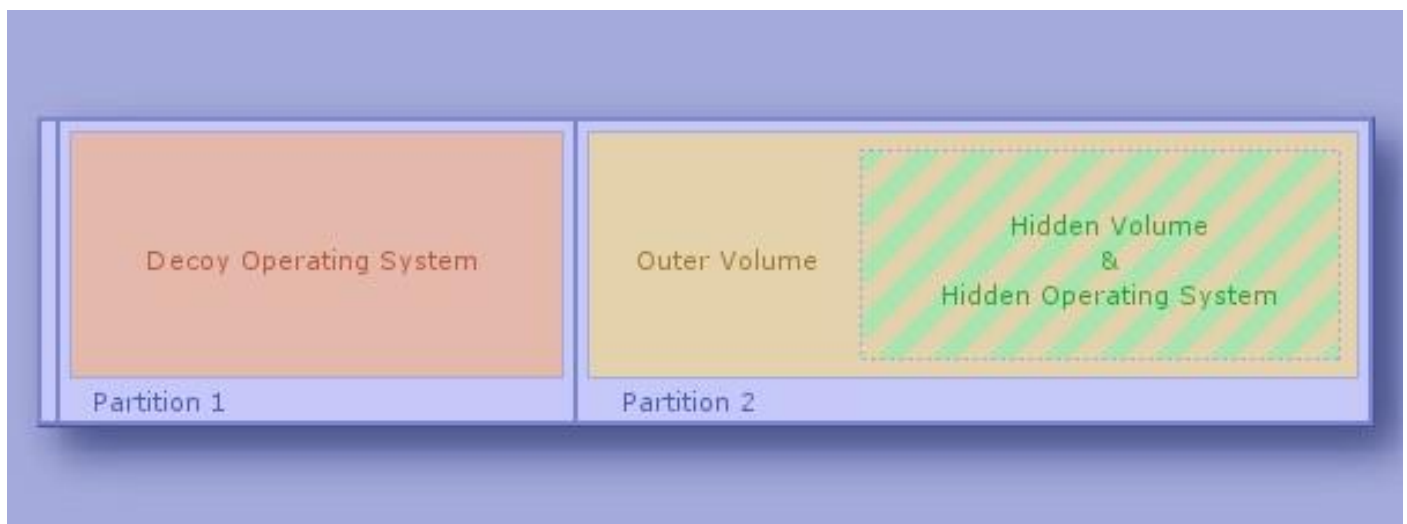 Decoy Operating System
Outer Volume
Hidden Volume
&
Hidden Operating System
Partition 1
Partition 2